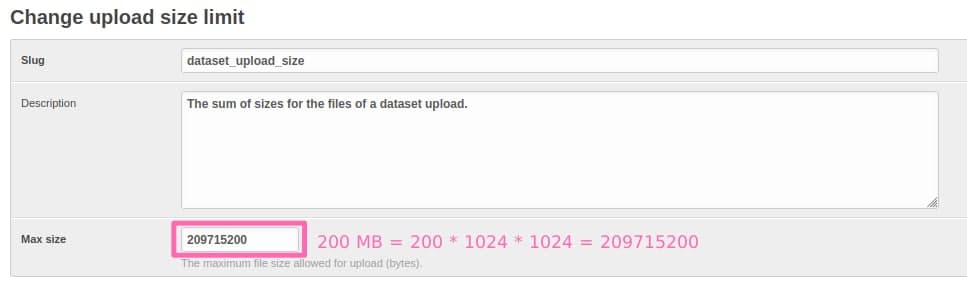 Change upload size limit
Slug
dataset_upload_size
Description
The sum of sizes for the files of a dataset upload.
Max size
209715200
200 MB = 200 * 1024 * 1024 = 209715200
The maximum file size allowed for upload (bytes).